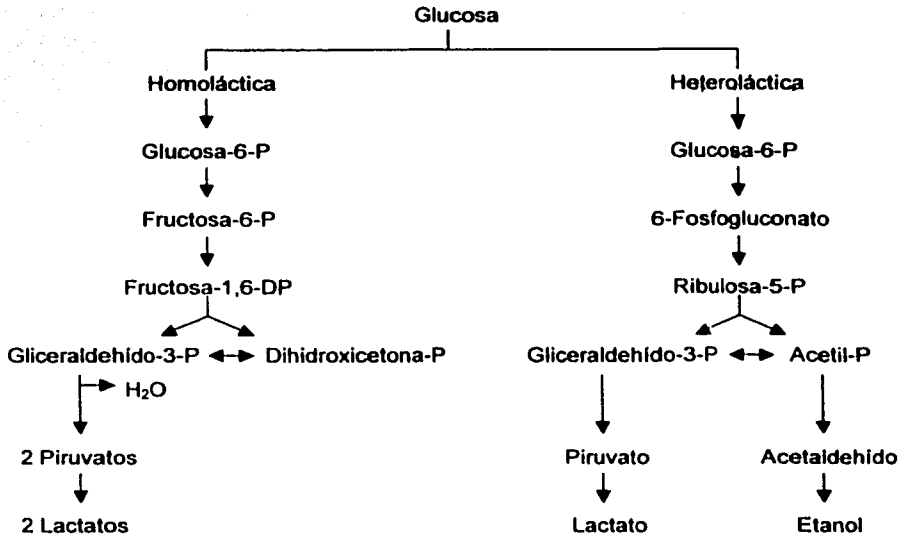 Glucosa
Homoláctica Heteroláctica
Glucosa-6-P Glucosa-6-P
Fructosa-6-P 6-Fosfogluconato
Fructosa-1,6-DP Ribulosa-5-P
Gliceraldehído-3-P Dihidroxicetona-P Gliceraldehído-3-P Acetil-P
H₂O
2 Piruvatos Piruvato Acetaldehido
2 Lactatos Lactato Etanol